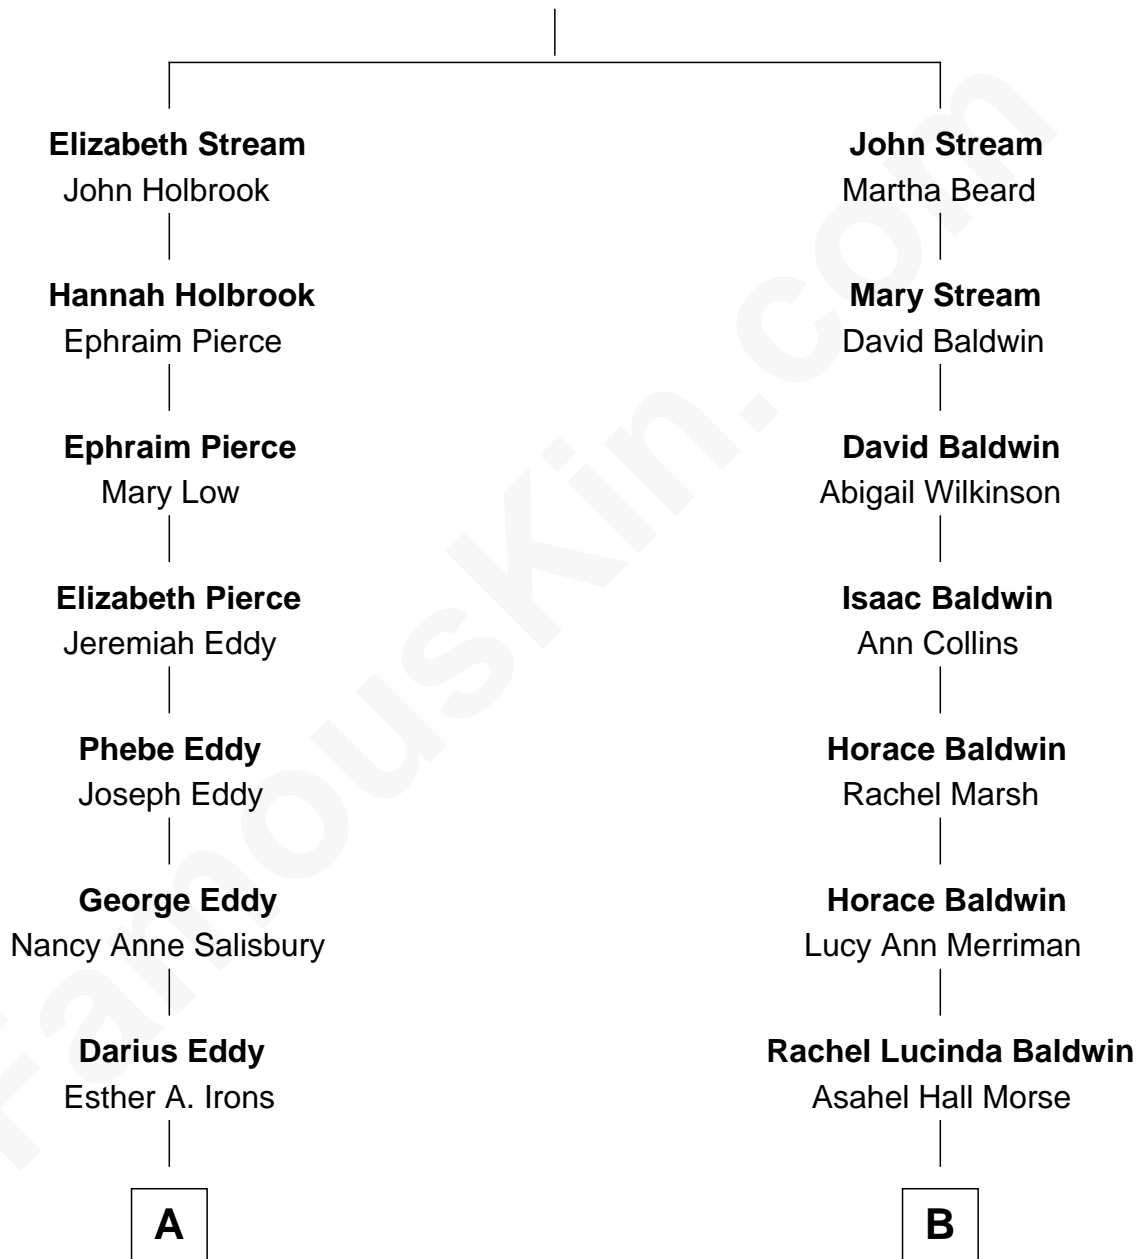 Elizabeth Stream
John Holbrook
Hannah Holbrook
Ephraim Pierce
Ephraim Pierce
Mary Low
Elizabeth Pierce
Jeremiah Eddy
Phebe Eddy
Joseph Eddy
George Eddy
Nancy Anne Salisbury
Darius Eddy
Esther A. Irons
A
John Stream
Martha Beard
Mary Stream
David Baldwin
David Baldwin
Abigail Wilkinson
Isaac Baldwin
Ann Collins
Horace Baldwin
Rachel Marsh
Horace Baldwin
Lucy Ann Merriman
Rachel Lucinda Baldwin
Asahel Hall Morse
B
FamousKin.com